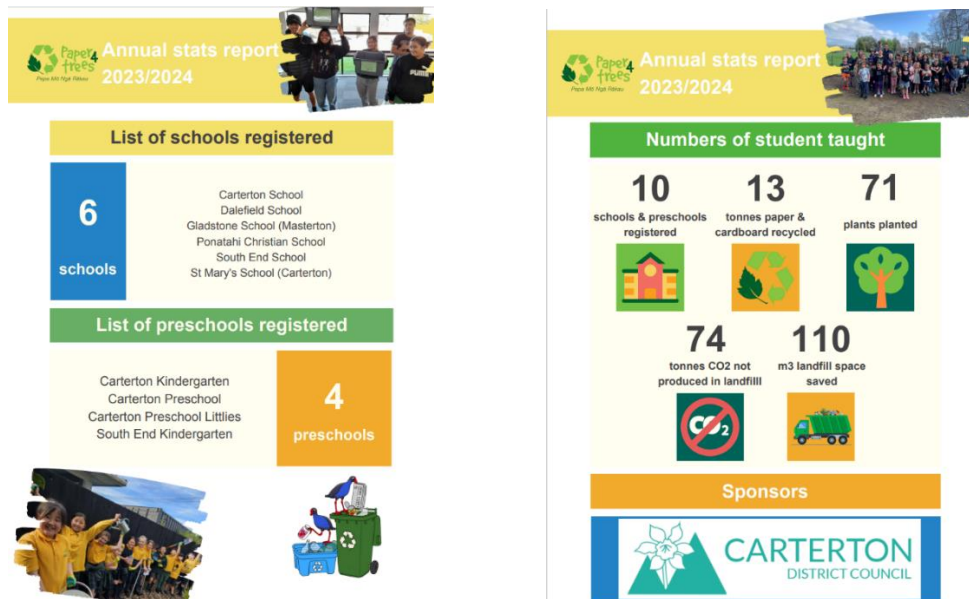 Paper4
trees
Pepa Mō Ngā Rākau
Annual stats report
2023/2024
PUMA
List of schools registered
6
schools
Carterton School
Dalefield School
Gladstone School (Masterton)
Ponatahi Christian School
South End School
St Mary's School (Carterton)
List of preschools registered
Carterton Kindergarten
Carterton Preschool
Carterton Preschool Littlies
South End Kindergarten
4
preschools
Paper4
trees
Pepa Mō Ngā Rākau
Annual stats report
2023/2024
Numbers of student taught
10
schools & preschools
registered
13
tonnes paper &
cardboard recycled
71
plants planted
74
tonnes CO2 not
produced in landfilll
CO2
110
m3 landfill space
saved
Sponsors
CARTERTON
DISTRICT COUNCIL